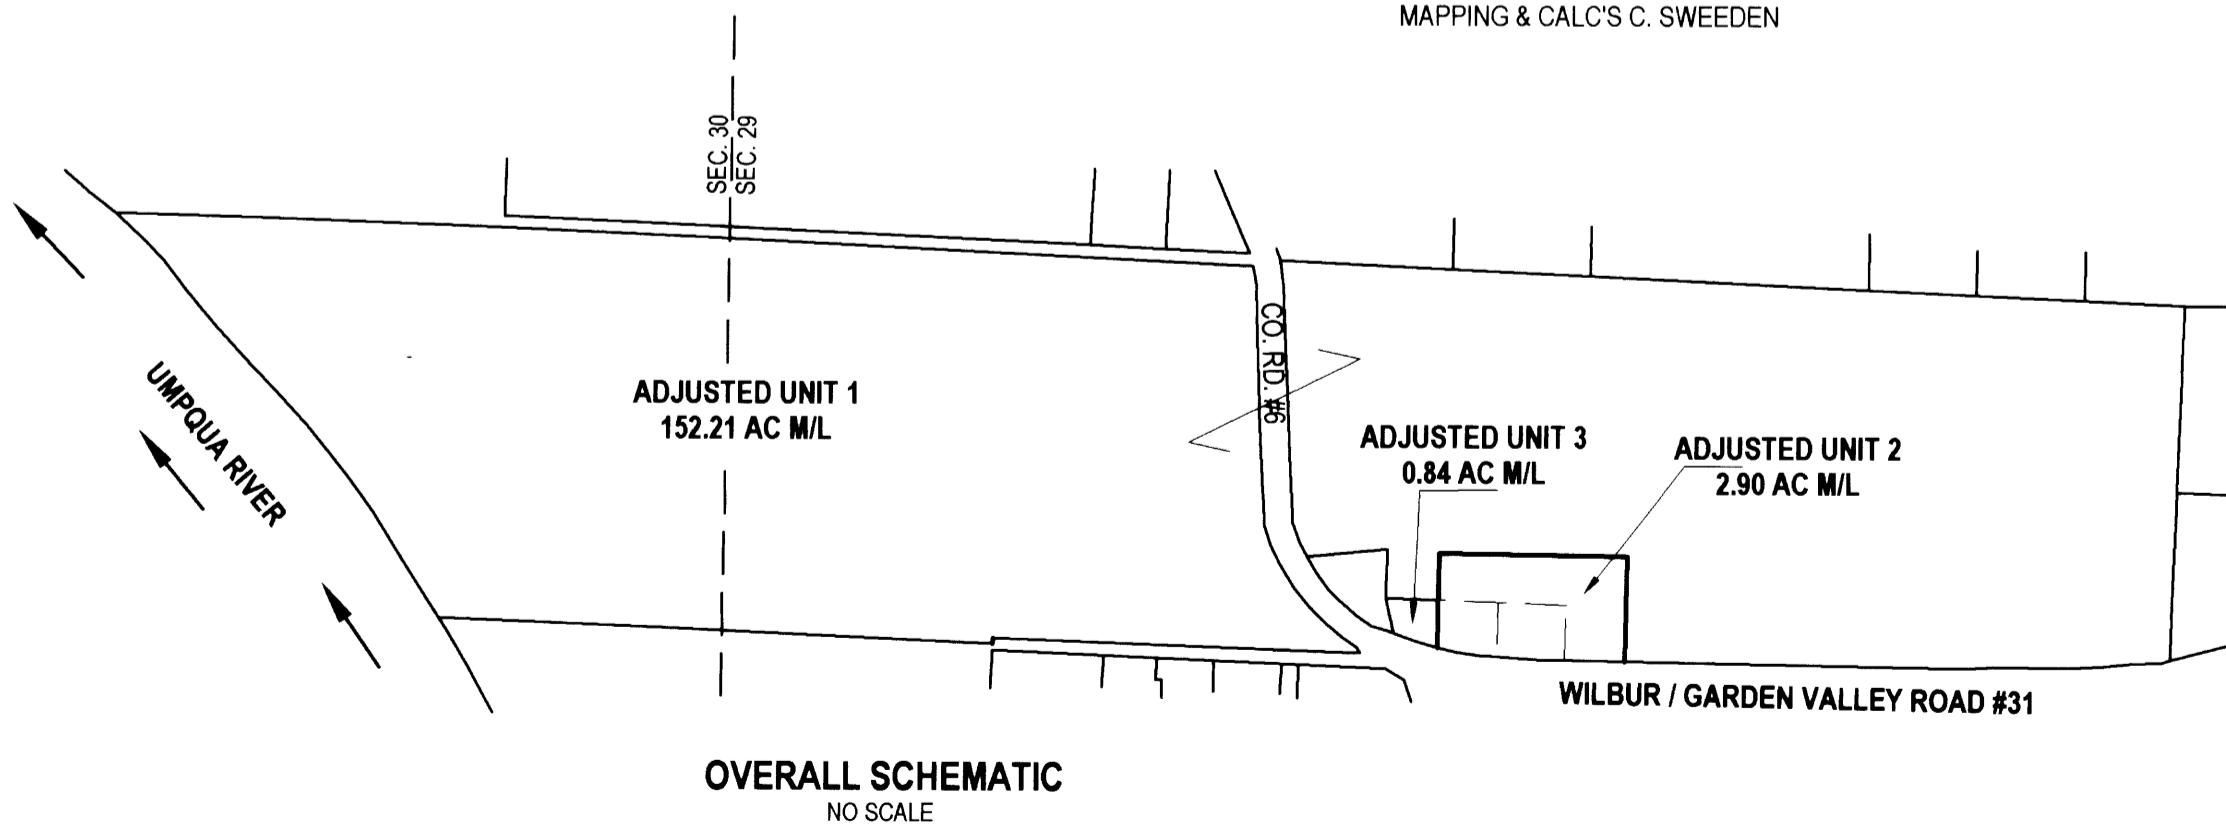 MAPPING & CALC'S C. SWEEDEN
SEC. 30
SEC. 29
UMPQUA RIVER
ADJUSTED UNIT 1
152.21 AC M/L
CO. RD. #6
ADJUSTED UNIT 3
0.84 AC M/L
ADJUSTED UNIT 2
2.90 AC M/L
WILBUR / GARDEN VALLEY ROAD #31
OVERALL SCHEMATIC
NO SCALE